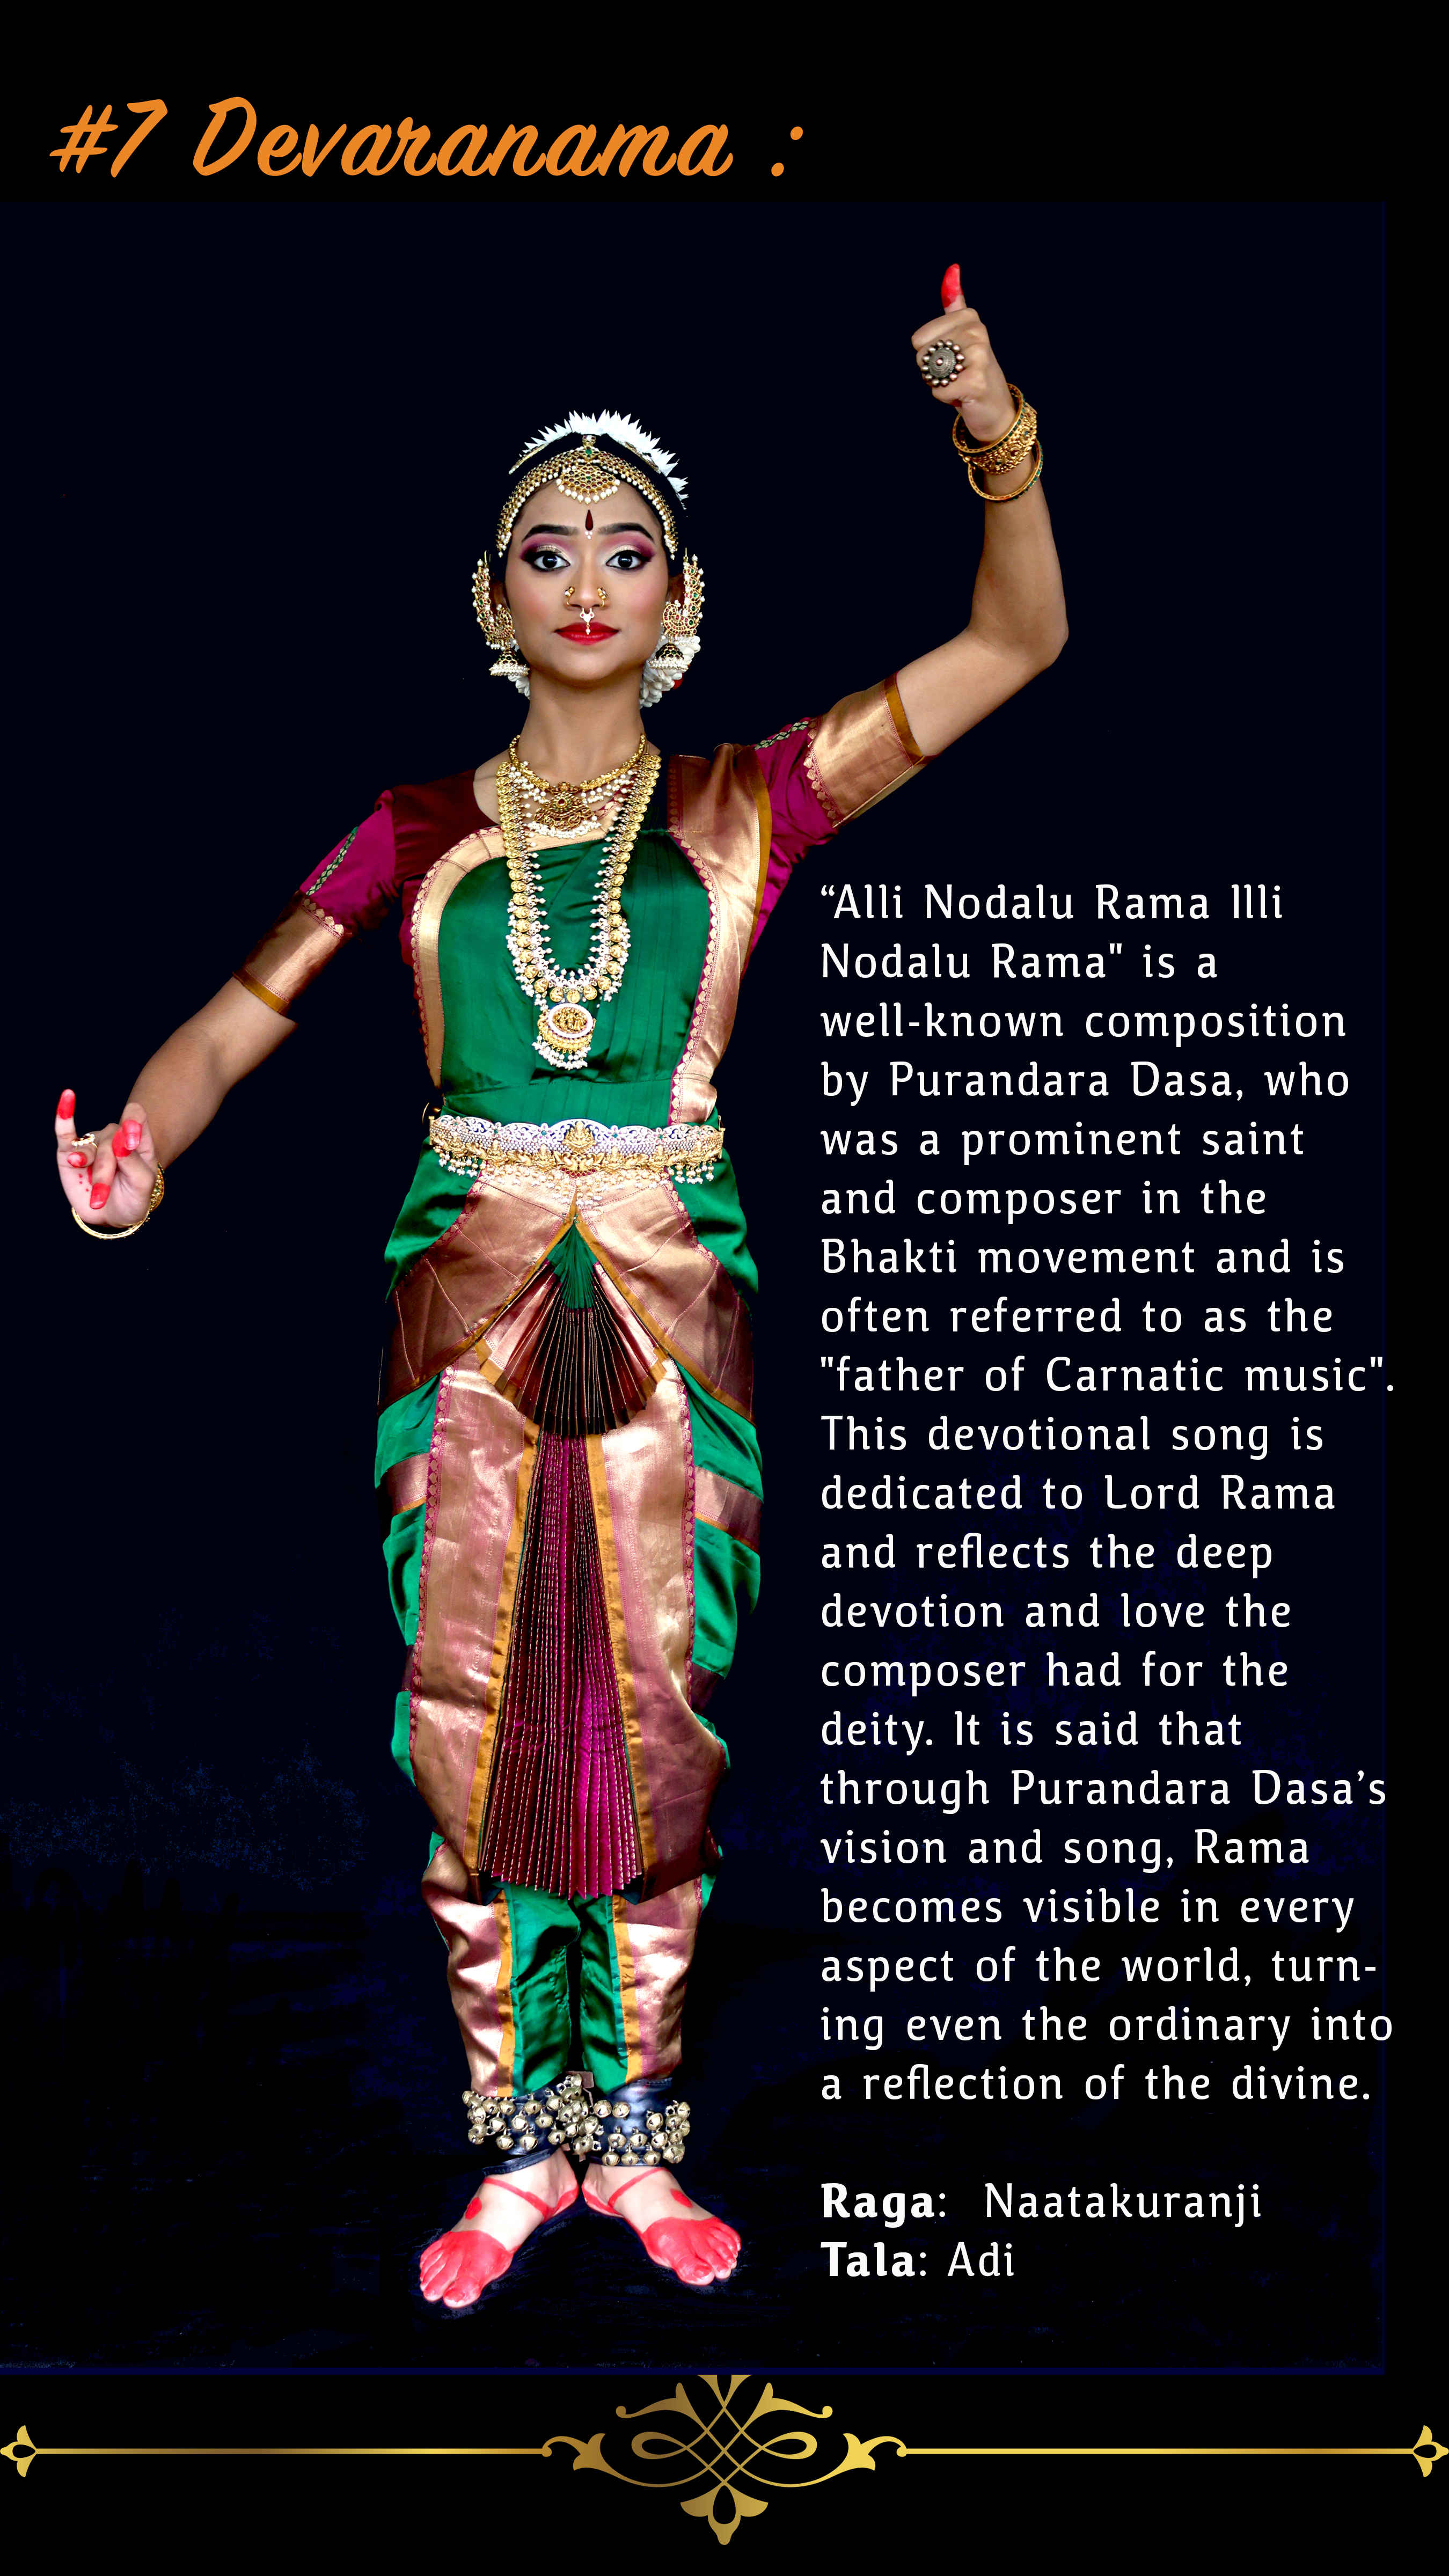 #7 Devaranama :
“Alli Nodalu Rama Illi
Nodalu Rama" is a
well-known composition
by Purandara Dasa, who
was a prominent saint
and composer in the
Bhakti movement and is
often referred to as the
"father of Carnatic music".
This devotional song is
dedicated to Lord Rama
and reflects the deep
devotion and love the
composer had for the
deity. It is said that
through Purandara Dasa’s
vision and song, Rama
becomes visible in every
aspect of the world, turn-
ing even the ordinary into
a reflection of the divine.
Raga: Naatakuranji
Tala: Adi